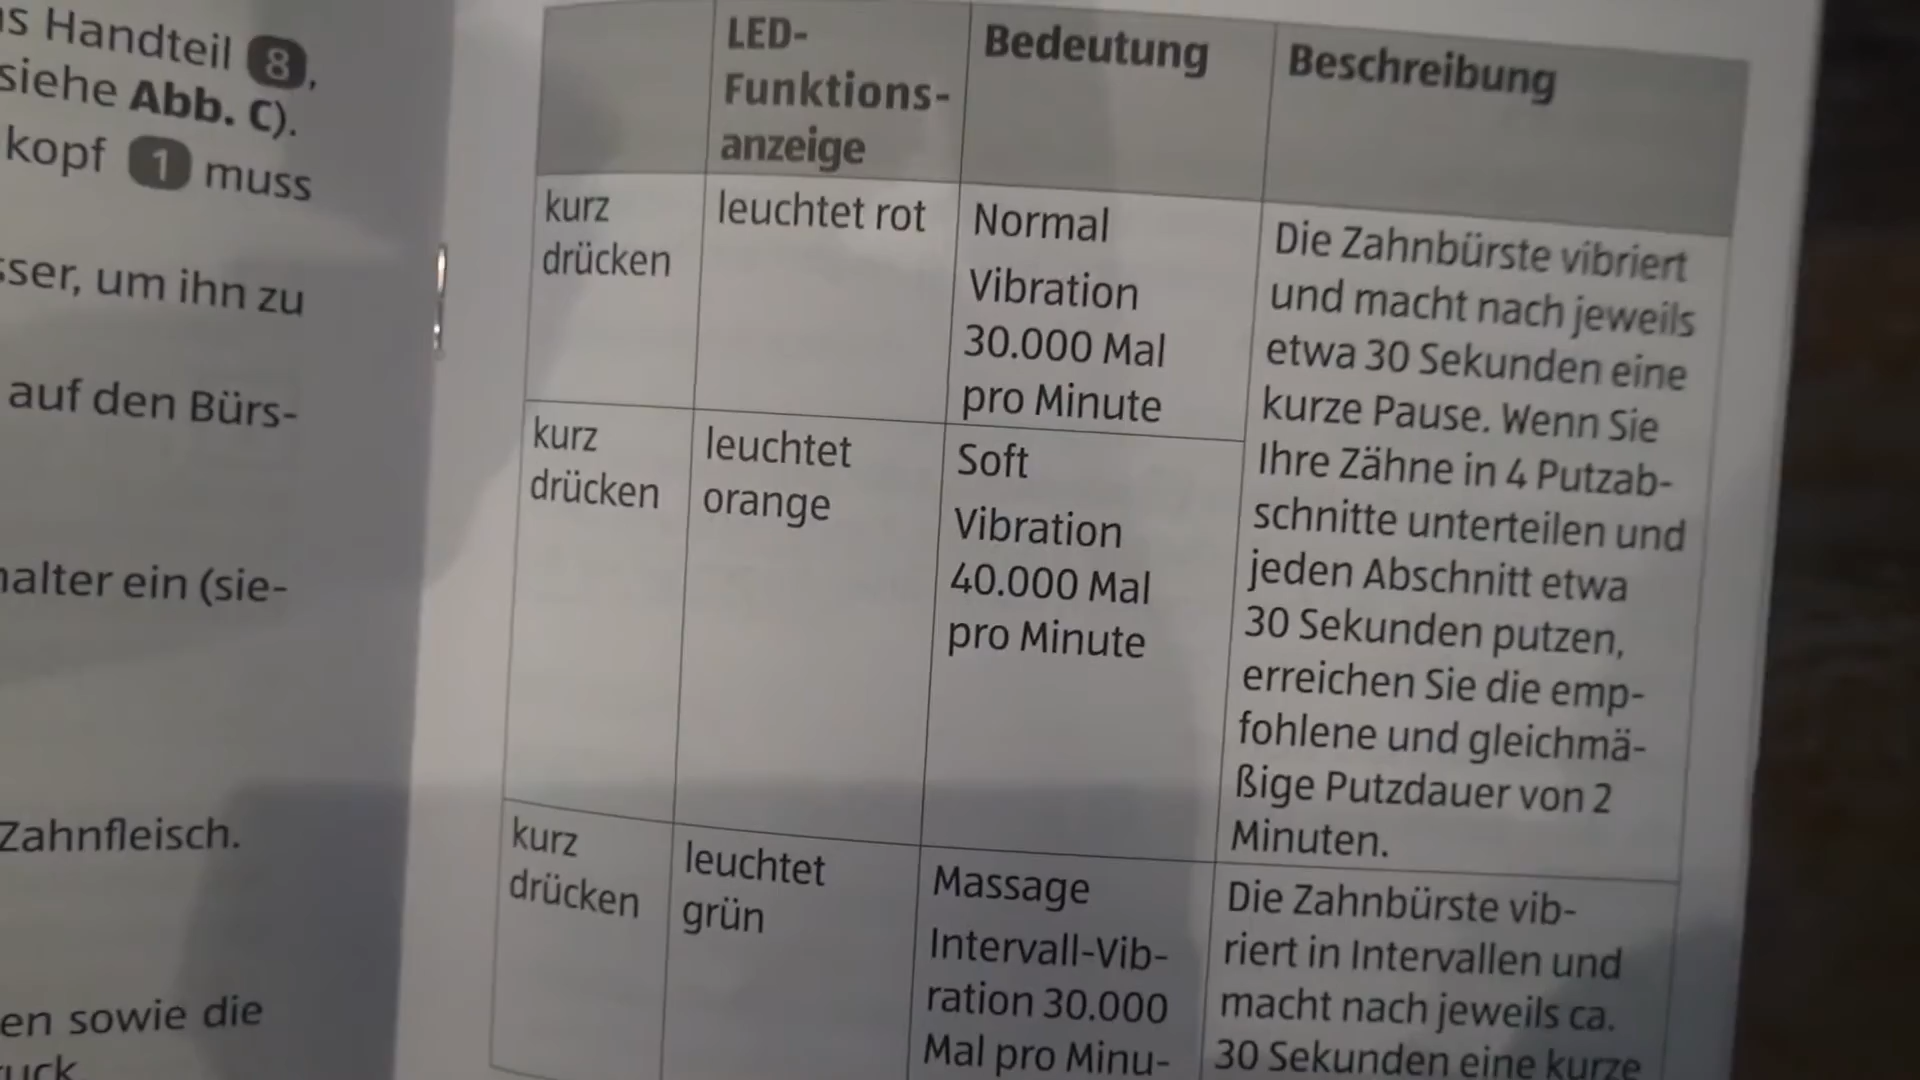 Handteil 8,
siehe Abb. C).
kopf 1 muss
um ihn zu
auf den Bürs-
ein (sie-
Zahnfleisch.
sowie die
LED-
Funktions-
anzeige
Bedeutung
Beschreibung
kurz
drücken
leuchtet rot
Normal
Vibration
30.000 Mal
pro Minute
Die Zahnbürste vibriert
und macht nach jeweils
etwa 30 Sekunden eine
kurze Pause. Wenn Sie
Ihre Zähne in 4 Putzab-
schnitte unterteilen und
jeden Abschnitt etwa
30 Sekunden putzen,
erreichen Sie die emp-
fohlene und gleichmä-
ßige Putzdauer von 2
Minuten.
kurz
drücken
leuchtet
orange
Soft
Vibration
40.000 Mal
pro Minute
kurz
drücken
leuchtet
grün
Massage
Intervall-Vib-
ration 30.000
Mal pro Minu-
Die Zahnbürste vib-
riert in Intervallen und
macht nach jeweils ca.
30 Sekunden eine kurze